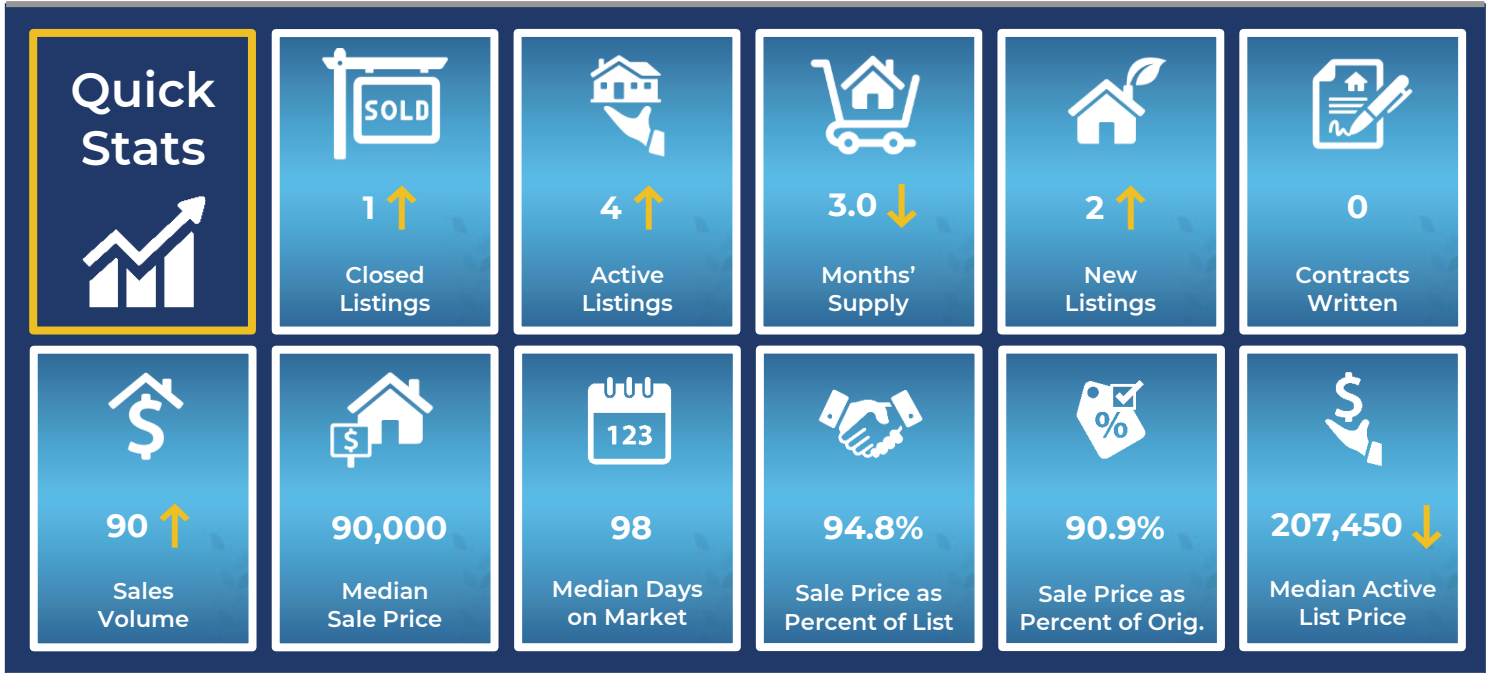 Quick
Stats
SOLD
1 ↑
Closed
Listings
4 ↑
Active
Listings
3.0 ↓
Months’
Supply
2 ↑
New
Listings
0
Contracts
Written
$
90 ↑
Sales
Volume
$
90,000
Median
Sale Price
123
98
Median Days
on Market
94.8%
Sale Price as
Percent of List
%
90.9%
Sale Price as
Percent of Orig.
$
207,450 ↓
Median Active
List Price